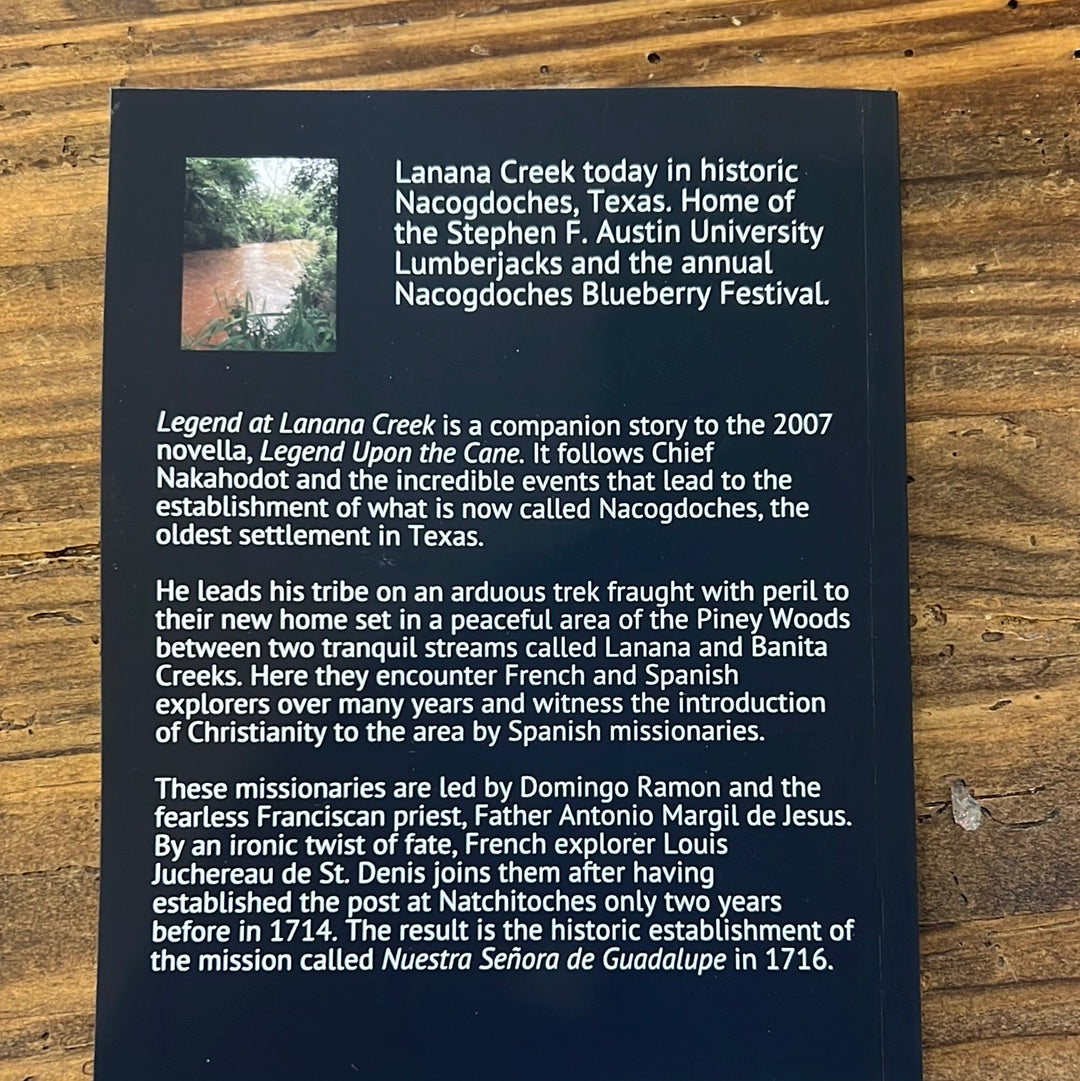 Lanana Creek today in historic
Nacogdoches, Texas. Home of
the Stephen F. Austin University
Lumberjacks and the annual
Nacogdoches Blueberry Festival.
Legend at Lanana Creek is a companion story to the 2007
novella, Legend Upon the Cane. It follows Chief
Nakahodot and the incredible events that lead to the
establishment of what is now called Nacogdoches, the
oldest settlement in Texas.
He leads his tribe on an arduous trek fraught with peril to
their new home set in a peaceful area of the Piney Woods
between two tranquil streams called Lanana and Banita
Creeks. Here they encounter French and Spanish
explorers over many years and witness the introduction
of Christianity to the area by Spanish missionaries.
These missionaries are led by Domingo Ramon and the
fearless Franciscan priest, Father Antonio Margil de Jesus.
By an ironic twist of fate, French explorer Louis
Juchereau de St. Denis joins them after having
established the post at Natchitoches only two years
before in 1714. The result is the historic establishment of
the mission called Nuestra Señora de Guadalupe in 1716.